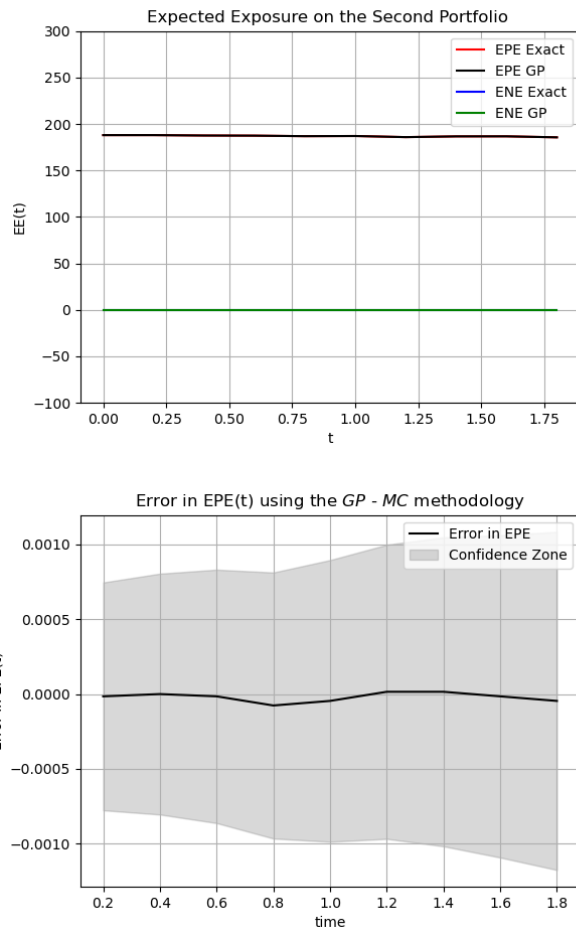 Expected Exposure on the Second Portfolio
300
250
200
150
100
50
0
−50
−100
EE(t)
EPE Exact
EPE GP
ENE Exact
ENE GP
0.00 0.25 0.50 0.75 1.00 1.25 1.50 1.75
t
Error in EPE(t) using the GP - MC methodology
0.0010
0.0005
0.0000
−0.0005
−0.0010
Error in EPE
Confidence Zone
0.2 0.4 0.6 0.8 1.0 1.2 1.4 1.6 1.8
time